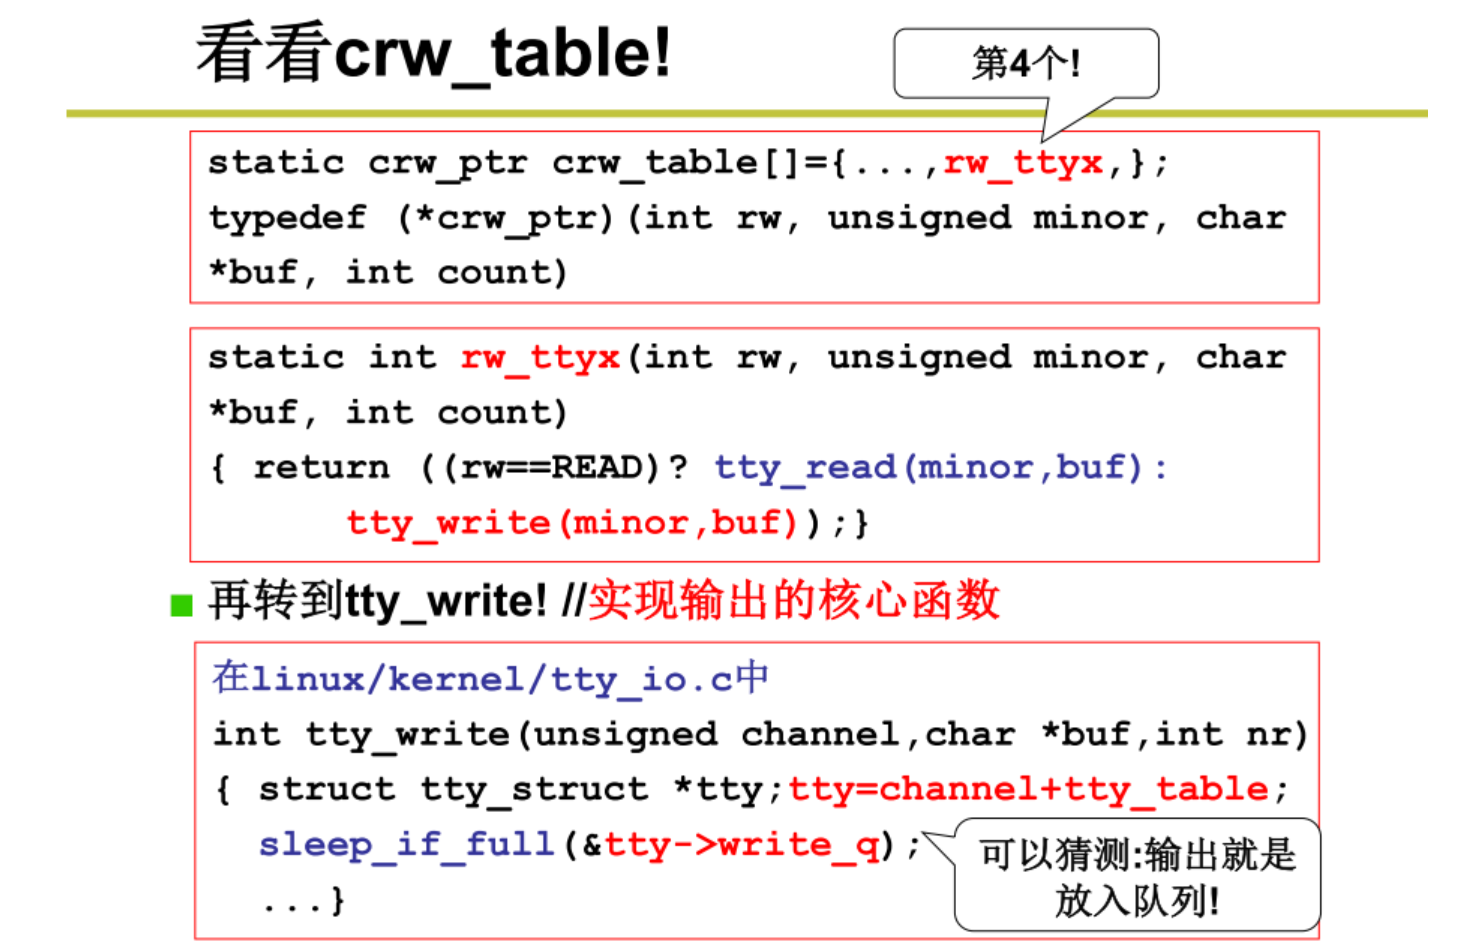 看看crw_table!
第4个!
static crw_ptr crw_table[]={...,rw_ttyx,};
typedef (*crw_ptr)(int rw, unsigned minor, char
*buf, int count)
static int rw_ttyx(int rw, unsigned minor, char
*buf, int count)
{ return ((rw==READ)? tty_read(minor,buf):
tty_write(minor,buf));}
再转到tty_write! //实现输出的核心函数
在linux/kernel/tty_io.c中
int tty_write(unsigned channel,char *buf,int nr)
{ struct tty_struct *tty;tty=channel+tty_table;
sleep_if_full(&tty->write_q);
...}
可以猜测:输出就是
放入队列!